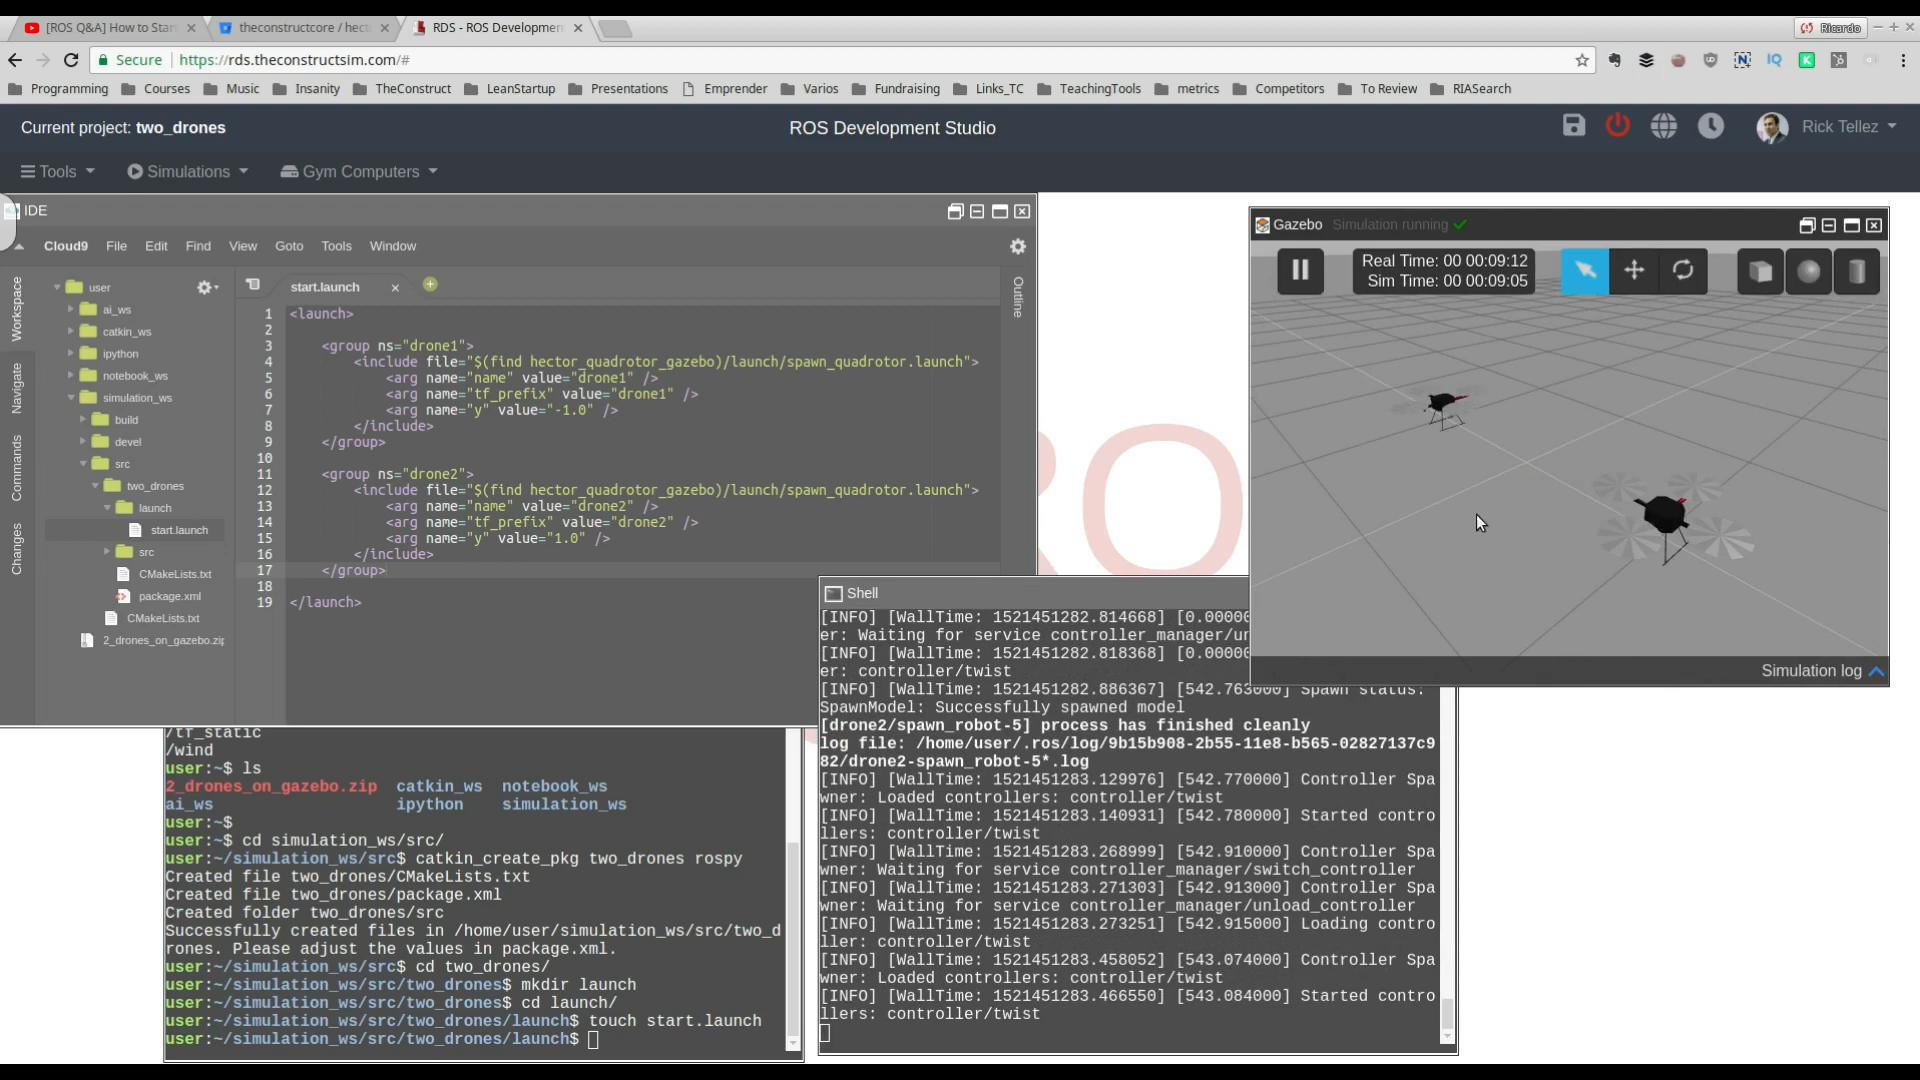 [ROS Q&A] How to Star
theconstructcore / hect
RDS - ROS Developmen
Ricardo
Secure
https://rds.theconstructsim.com/#
Programming
Courses
Music
Insanity
TheConstruct
LeanStartup
Presentations
Emprender
Varios
Fundraising
Links_TC
TeachingTools
metrics
Competitors
To Review
RIASearch
Current project: two_drones
ROS Development Studio
Rick Tellez
Tools
Simulations
Gym Computers
IDE
Cloud9 File Edit Find View Goto Tools Window
Workspace
Navigate
Commands
Changes
user
ai_ws
catkin_ws
ipython
notebook_ws
simulation_ws
build
devel
src
two_drones
launch
start.launch
src
CMakeLists.txt
package.xml
CMakeLists.txt
2_drones_on_gazebo.zip
start.launch
Outline
1 <launch>
2
3 <group ns="drone1">
4 <include file="$(find hector_quadrotor_gazebo)/launch/spawn_quadrotor.launch">
5 <arg name="name" value="drone1" />
6 <arg name="tf_prefix" value="drone1" />
7 <arg name="y" value="-1.0" />
8 </include>
9 </group>
10
11 <group ns="drone2">
12 <include file="$(find hector_quadrotor_gazebo)/launch/spawn_quadrotor.launch">
13 <arg name="name" value="drone2" />
14 <arg name="tf_prefix" value="drone2" />
15 <arg name="y" value="1.0" />
16 </include>
17 </group>
18
19 </launch>
RO
Gazebo Simulation running
Real Time: 00 00:09:12
Sim Time: 00 00:09:05
Simulation log
/tf_static
/wind
user:~$ ls
2_drones_on_gazebo.zip catkin_ws notebook_ws
ai_ws ipython simulation_ws
user:~$
user:~$ cd simulation_ws/src/
user:~/simulation_ws/src$ catkin_create_pkg two_drones rospy
Created file two_drones/CMakeLists.txt
Created file two_drones/package.xml
Created folder two_drones/src
Successfully created files in /home/user/simulation_ws/src/two_d
rones. Please adjust the values in package.xml.
user:~/simulation_ws/src$ cd two_drones/
user:~/simulation_ws/src/two_drones$ mkdir launch
user:~/simulation_ws/src/two_drones$ cd launch/
user:~/simulation_ws/src/two_drones/launch$ touch start.launch
user:~/simulation_ws/src/two_drones/launch$
Shell
[INFO] [WallTime: 1521451282.814668] [0.00000
er: Waiting for service controller_manager/un
[INFO] [WallTime: 1521451282.818368] [0.00000
er: controller/twist
[INFO] [WallTime: 1521451282.886367] [542.763000] Spawn status:
SpawnModel: Successfully spawned model
[drone2/spawn_robot-5] process has finished cleanly
log file: /home/user/.ros/log/9b15b908-2b55-11e8-b565-02827137c9
82/drone2-spawn_robot-5*.log
[INFO] [WallTime: 1521451283.129976] [542.770000] Controller Spa
wner: Loaded controllers: controller/twist
[INFO] [WallTime: 1521451283.140931] [542.780000] Started contro
llers: controller/twist
[INFO] [WallTime: 1521451283.268999] [542.910000] Controller Spa
wner: Waiting for service controller_manager/switch_controller
[INFO] [WallTime: 1521451283.271303] [542.913000] Controller Spa
wner: Waiting for service controller_manager/unload_controller
[INFO] [WallTime: 1521451283.273251] [542.915000] Loading contro
ller: controller/twist
[INFO] [WallTime: 1521451283.458052] [543.074000] Controller Spa
wner: Loaded controllers: controller/twist
[INFO] [WallTime: 1521451283.466550] [543.084000] Started contro
llers: controller/twist